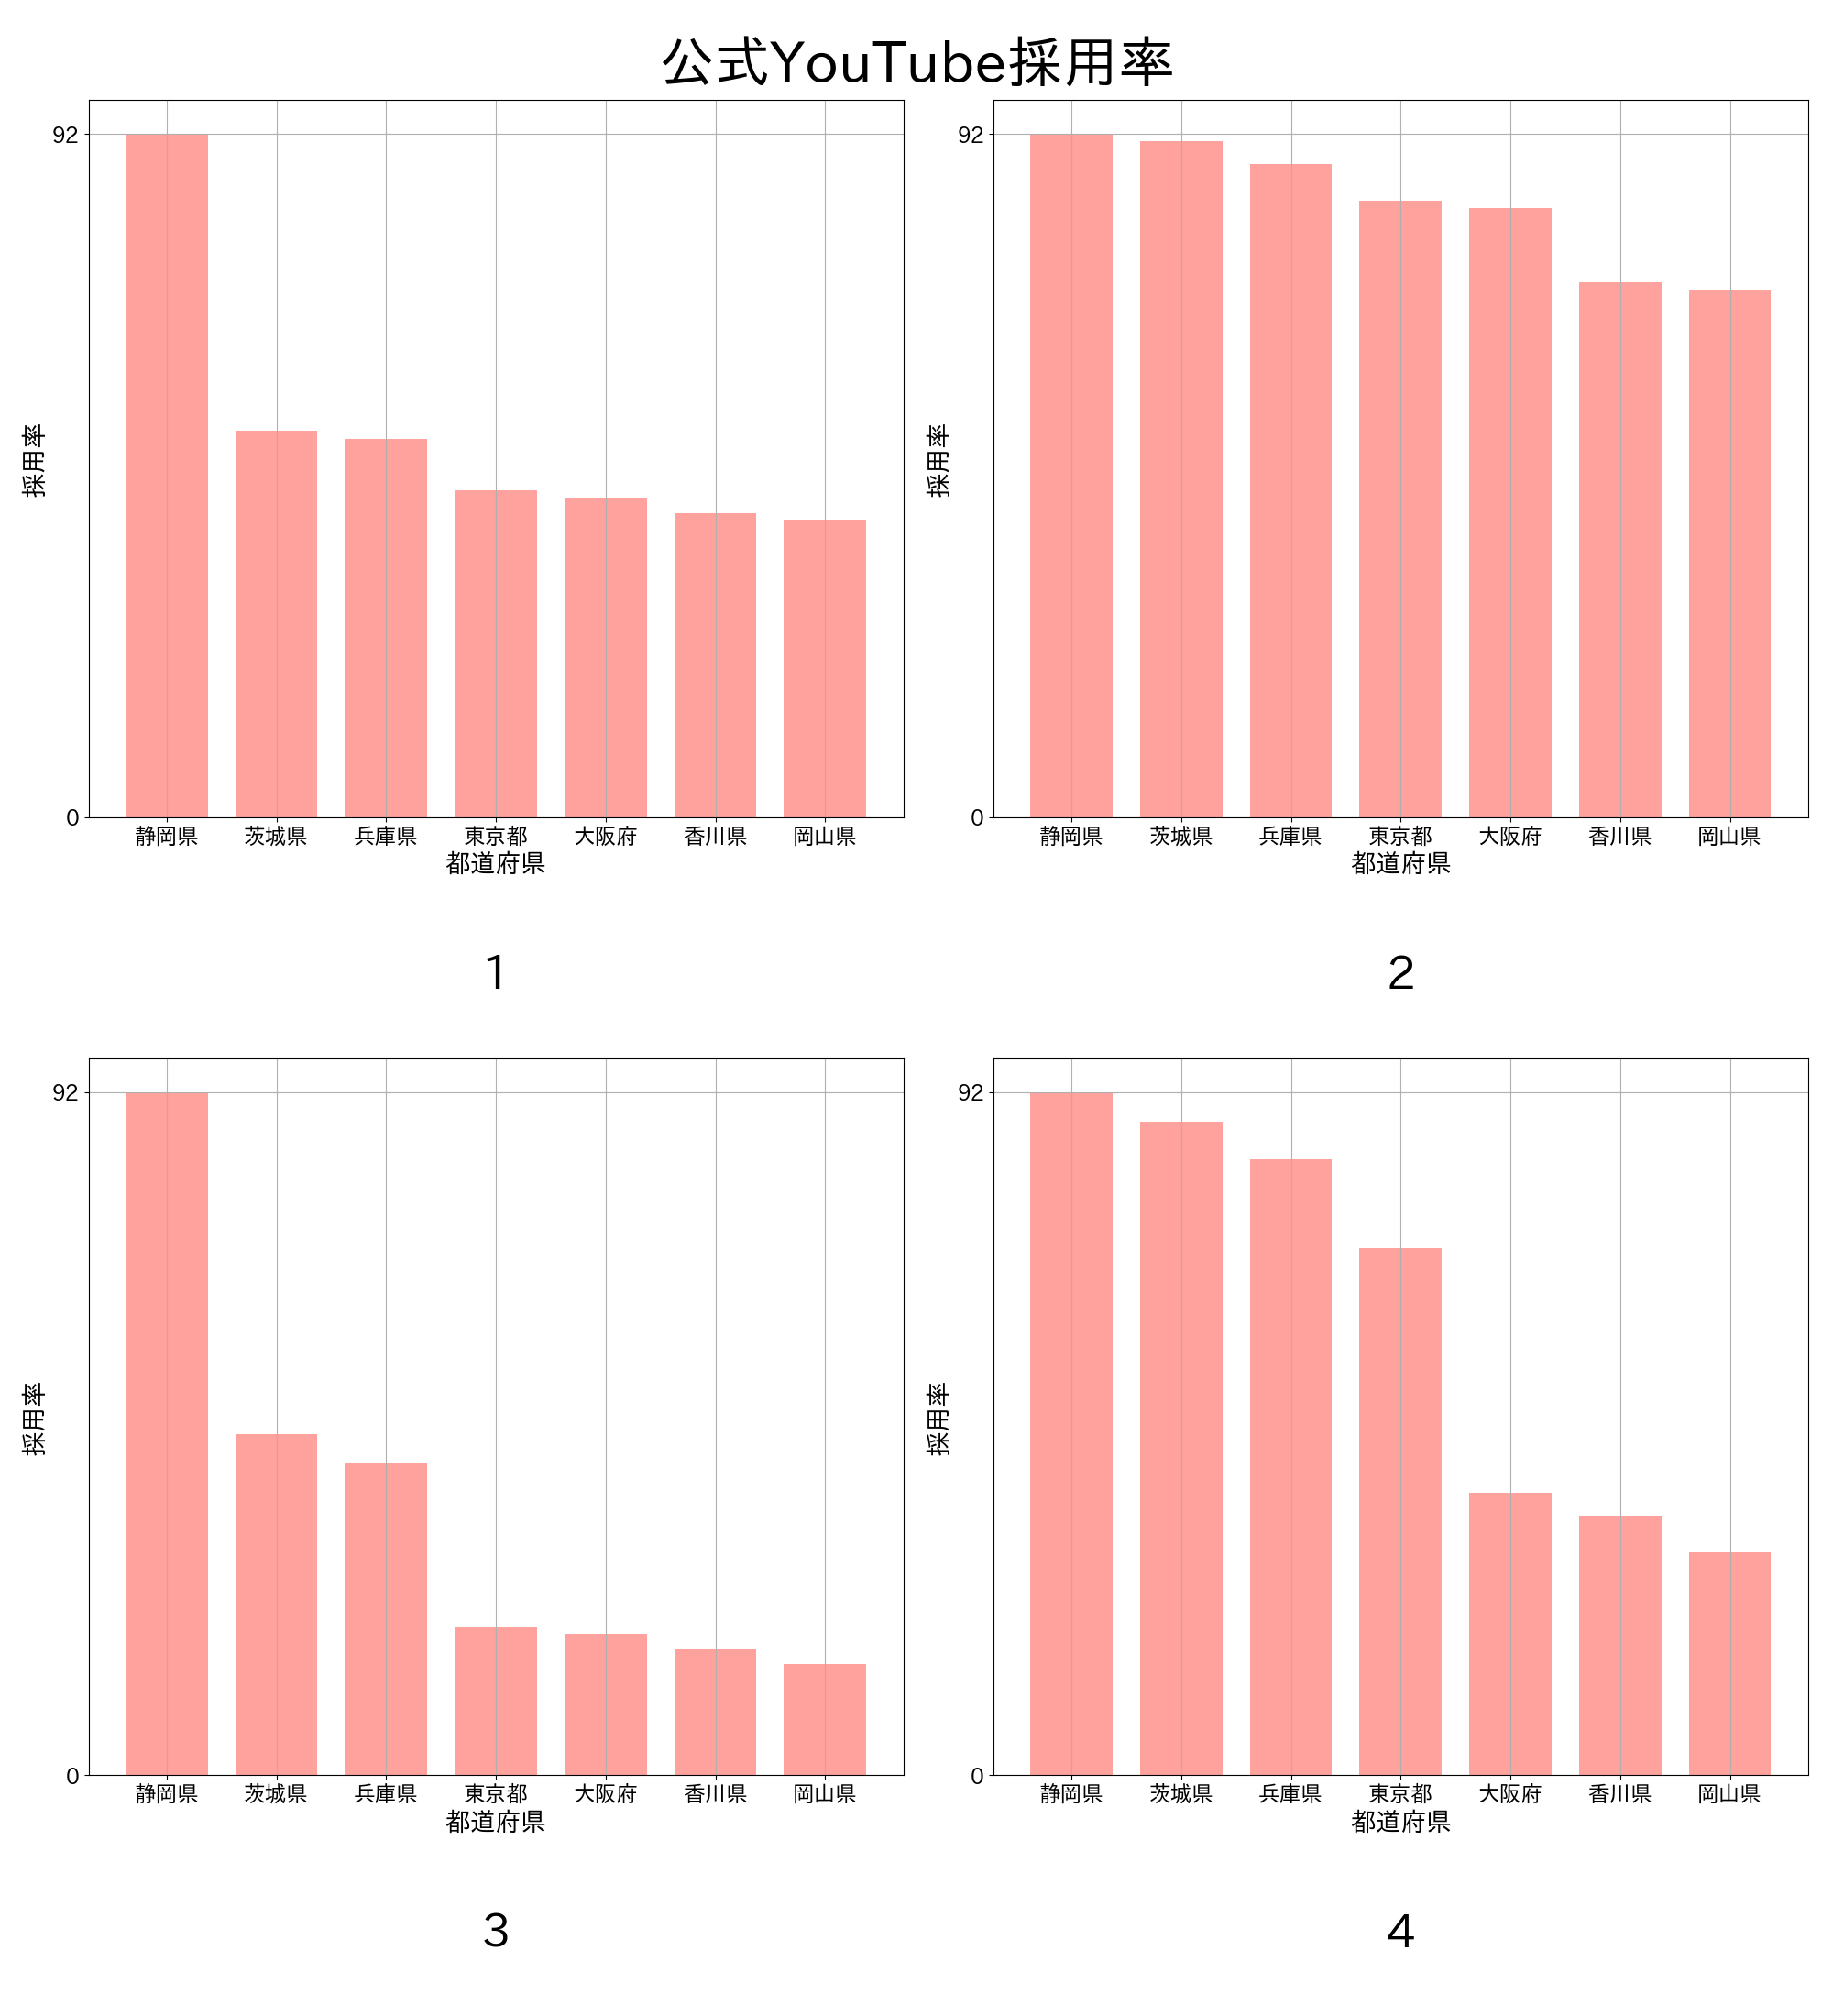 公式YouTube採用率
92
0
採用率
静岡県 茨城県 兵庫県 東京都 大阪府 香川県 岡山県
都道府県
1
92
0
採用率
静岡県 茨城県 兵庫県 東京都 大阪府 香川県 岡山県
都道府県
2
92
0
採用率
静岡県 茨城県 兵庫県 東京都 大阪府 香川県 岡山県
都道府県
3
92
0
採用率
静岡県 茨城県 兵庫県 東京都 大阪府 香川県 岡山県
都道府県
4